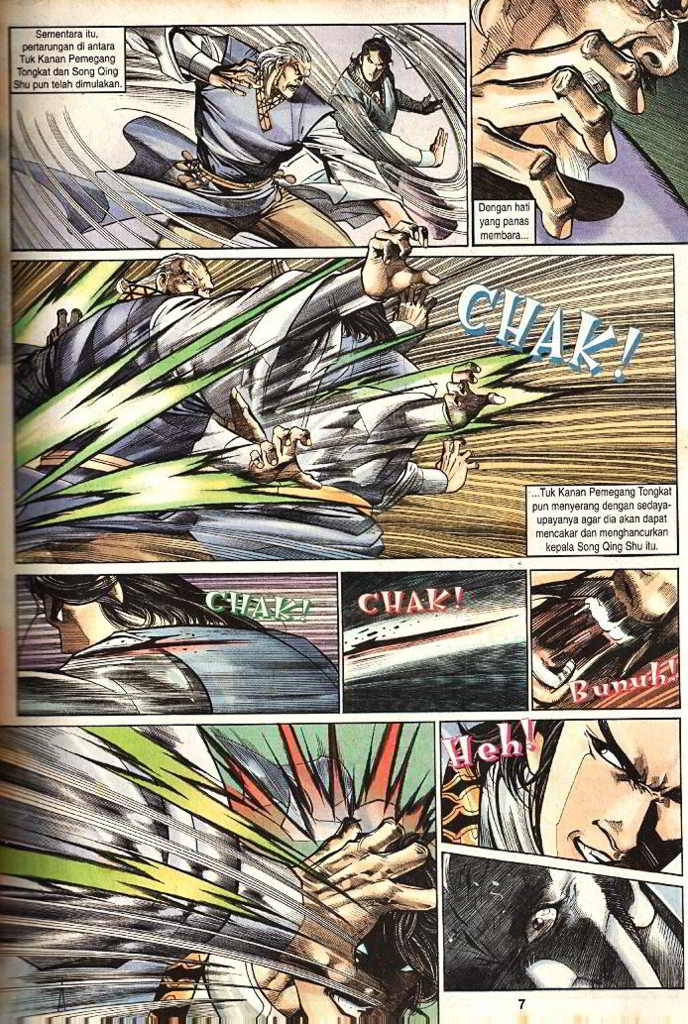 Sementara itu,
pertarungan di antara
Tuk Kanan Pemegang
Tongkat dan Song Qing
Shu pun telah dimulakan.
Dengan hati
yang panas
membara...
CHAK!
...Tuk Kanan Pemegang Tongkat
pun menyerang dengan sedaya-
upayanya agar dia akan dapat
mencakar dan menghancurkan
kepala Song Qing Shu itu.
CHAK!
CHAK!
Bunuh!
Heh!
7